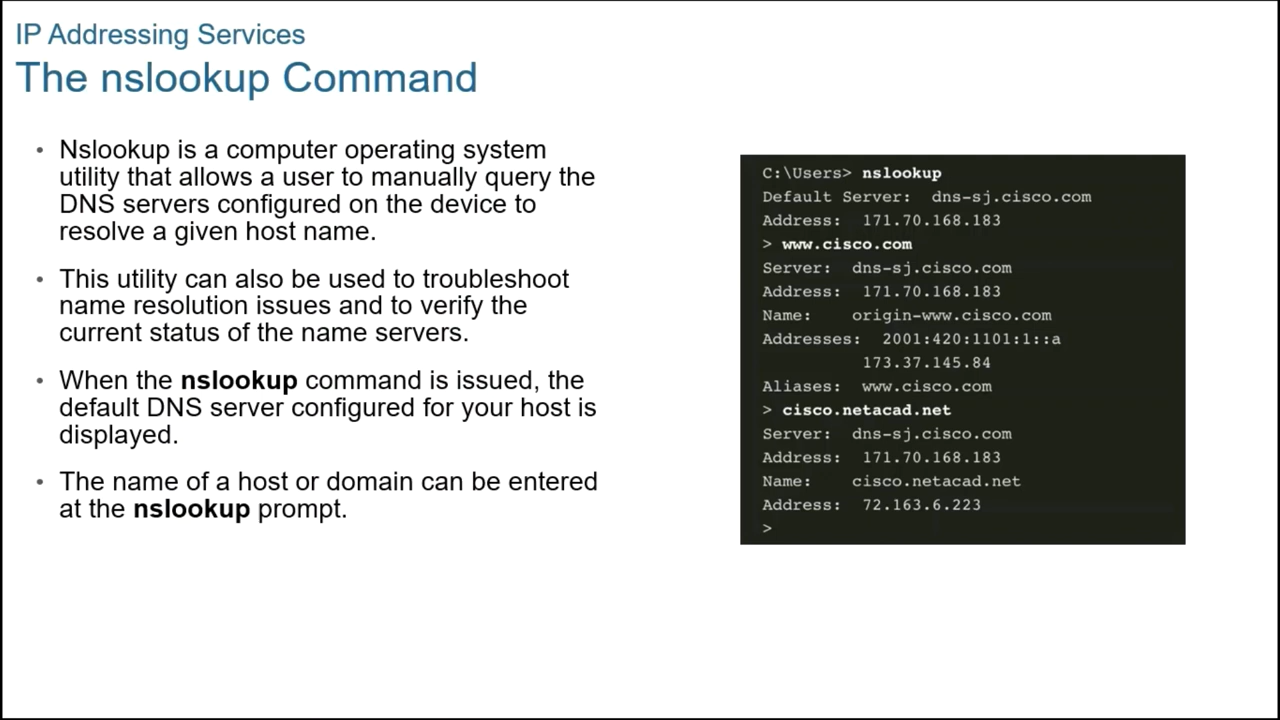 IP Addressing Services
The nslookup Command
• Nslookup is a computer operating system
utility that allows a user to manually query the
DNS servers configured on the device to
resolve a given host name.
• This utility can also be used to troubleshoot
name resolution issues and to verify the
current status of the name servers.
• When the nslookup command is issued, the
default DNS server configured for your host is
displayed.
• The name of a host or domain can be entered
at the nslookup prompt.
C:\Users> nslookup
Default Server:  dns-sj.cisco.com
Address:  171.70.168.183
> www.cisco.com
Server:  dns-sj.cisco.com
Address:  171.70.168.183
Name:    origin-www.cisco.com
Addresses:  2001:420:1101:1::a
          173.37.145.84
Aliases:  www.cisco.com
> cisco.netacad.net
Server:  dns-sj.cisco.com
Address:  171.70.168.183
Name:    cisco.netacad.net
Address:  72.163.6.223
>